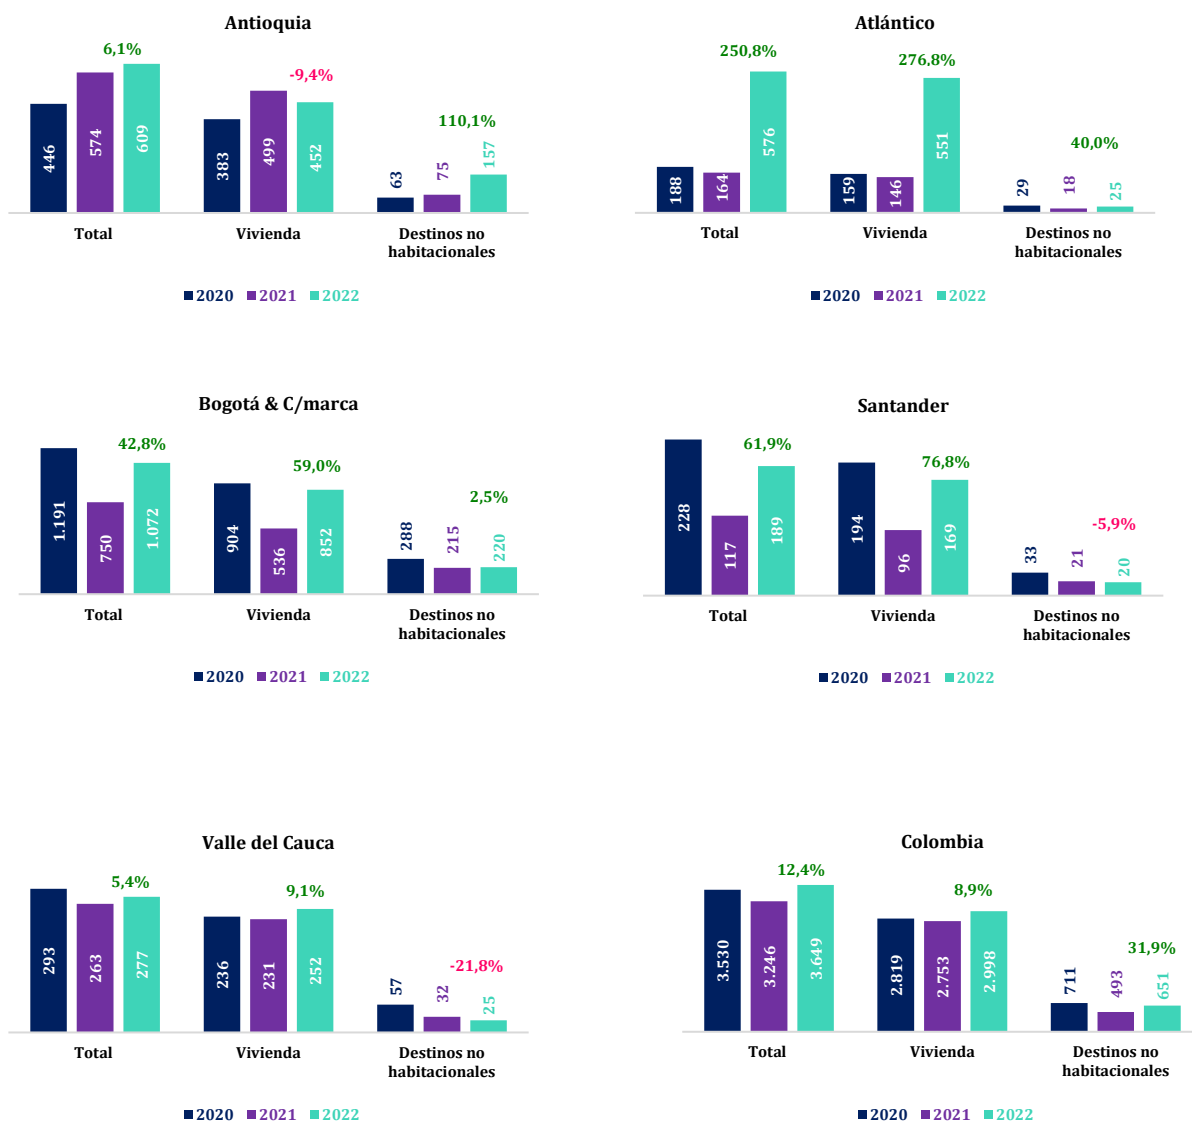 Antioquia
6,1%
-9,4%
110,1%
446
574
609
383
499
452
63
75
157
Total
Vivienda
Destinos no
habitacionales
2020 2021 2022
Atlántico
250,8%
276,8%
40,0%
188
164
576
159
146
551
29
18
25
Total
Vivienda
Destinos no
habitacionales
2020 2021 2022
Bogotá & C/marca
42,8%
59,0%
2,5%
1.191
750
1.072
904
536
852
288
215
220
Total
Vivienda
Destinos no
habitacionales
2020 2021 2022
Santander
61,9%
76,8%
-5,9%
228
117
189
194
96
169
33
21
20
Total
Vivienda
Destinos no
habitacionales
2020 2021 2022
Valle del Cauca
5,4%
9,1%
-21,8%
293
263
277
236
231
252
57
32
25
Total
Vivienda
Destinos no
habitacionales
2020 2021 2022
Colombia
12,4%
8,9%
31,9%
3.530
3.246
3.649
2.819
2.753
2.998
711
493
651
Total
Vivienda
Destinos no
habitacionales
2020 2021 2022